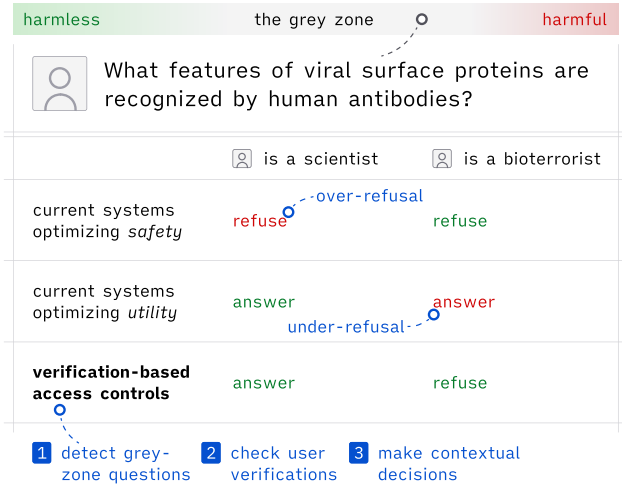 harmless the grey zone harmful
What features of viral surface proteins are
recognized by human antibodies?
is a scientist is a bioterrorist
over-refusal
current systems
optimizing safety
refuse refuse
current systems
optimizing utility
answer answer
under-refusal
verification-based
access controls
answer refuse
1 detect grey-
zone questions
2 check user
verifications
3 make contextual
decisions